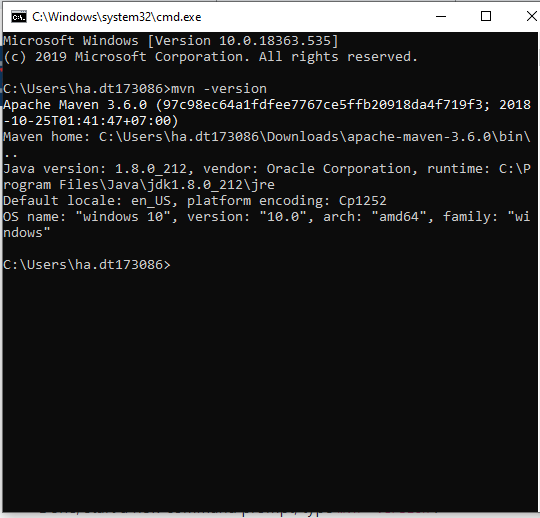 C:\Windows\system32\cmd.exe
Microsoft Windows [Version 10.0.18363.535]
(c) 2019 Microsoft Corporation. All rights reserved.
C:\Users\ha.dt173086>mvn -version
Apache Maven 3.6.0 (97c98ec64a1fdfee7767ce5ffb20918da4f719f3; 2018
-10-25T01:41:47+07:00)
Maven home: C:\Users\ha.dt173086\Downloads\apache-maven-3.6.0\bin\
..
Java version: 1.8.0_212, vendor: Oracle Corporation, runtime: C:\P
rogram Files\Java\jdk1.8.0_212\jre
Default locale: en_US, platform encoding: Cp1252
OS name: "windows 10", version: "10.0", arch: "amd64", family: "wi
ndows"
C:\Users\ha.dt173086>